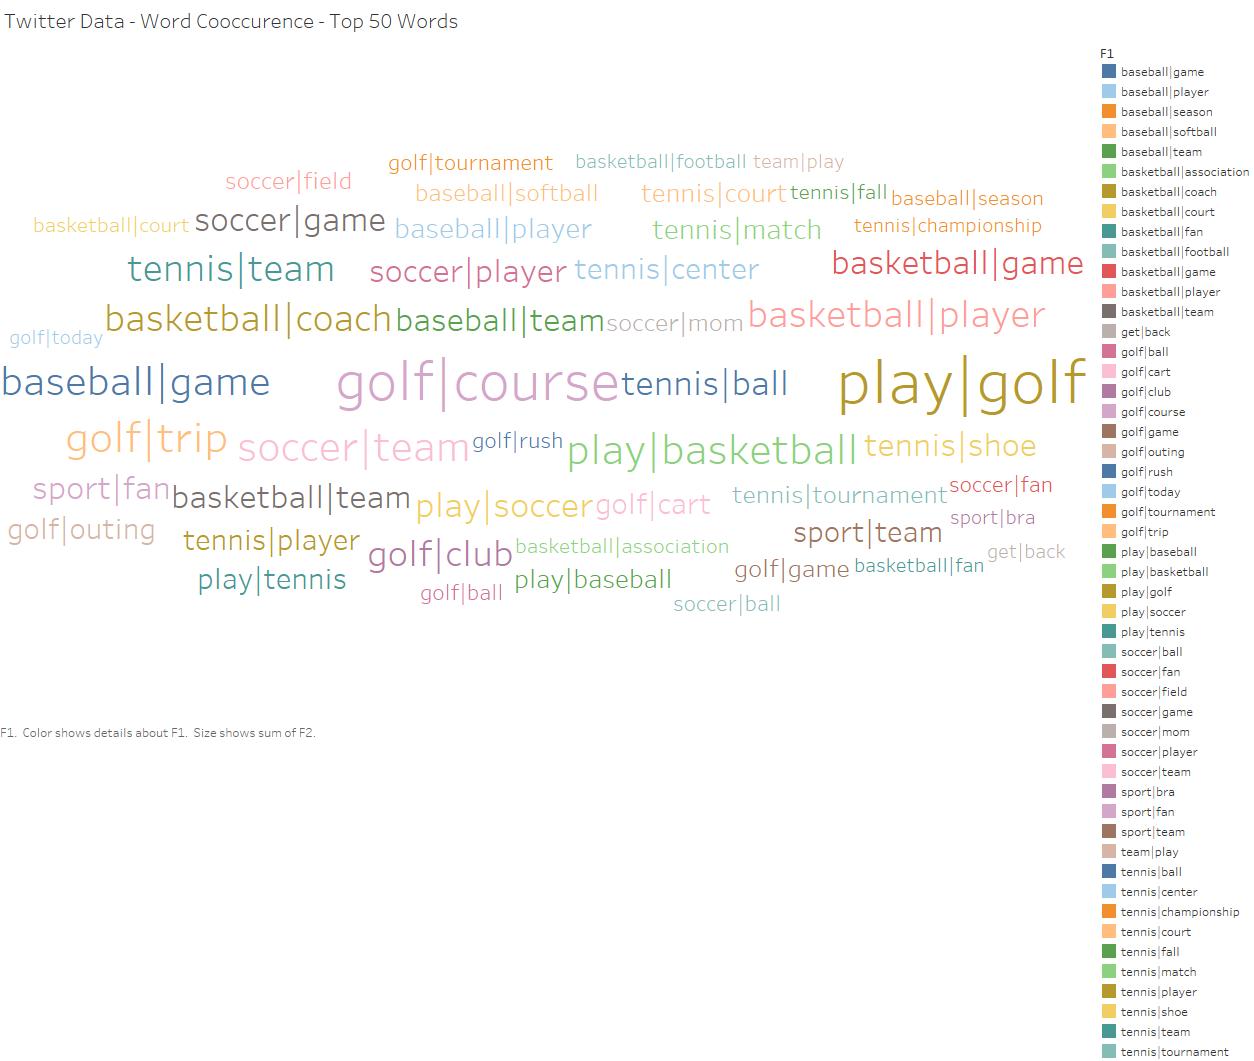 Twitter Data - Word Cooccurence - Top 50 Words
golf|tournament basketball|football team|play
soccer|field
baseball|softball tennis|court tennis|fall baseball|season
basketball|court soccer|game baseball|player tennis|match tennis|championship
tennis|team soccer|player tennis|center basketball|game
basketball|coach baseball|team soccer|mom basketball|player
golf|today
baseball|game golf|course tennis|ball play|golf
golf|trip soccer|team golf|rush play|basketball tennis|shoe
sport|fan basketball|team play|soccer golf|cart tennis|tournament soccer|fan
golf|outing sport|team sport|bra
tennis|player golf|club basketball|association get|back
play|tennis play|baseball golf|game basketball|fan
golf|ball soccer|ball
F1. Color shows details about F1. Size shows sum of F2.
F1
baseball|game
baseball|player
baseball|season
baseball|softball
baseball|team
basketball|association
basketball|coach
basketball|court
basketball|fan
basketball|football
basketball|game
basketball|player
basketball|team
get|back
golf|ball
golf|cart
golf|club
golf|course
golf|game
golf|outing
golf|rush
golf|today
golf|tournament
golf|trip
play|baseball
play|basketball
play|golf
play|soccer
play|tennis
soccer|ball
soccer|fan
soccer|field
soccer|game
soccer|mom
soccer|player
soccer|team
sport|bra
sport|fan
sport|team
team|play
tennis|ball
tennis|center
tennis|championship
tennis|court
tennis|fall
tennis|match
tennis|player
tennis|shoe
tennis|team
tennis|tournament